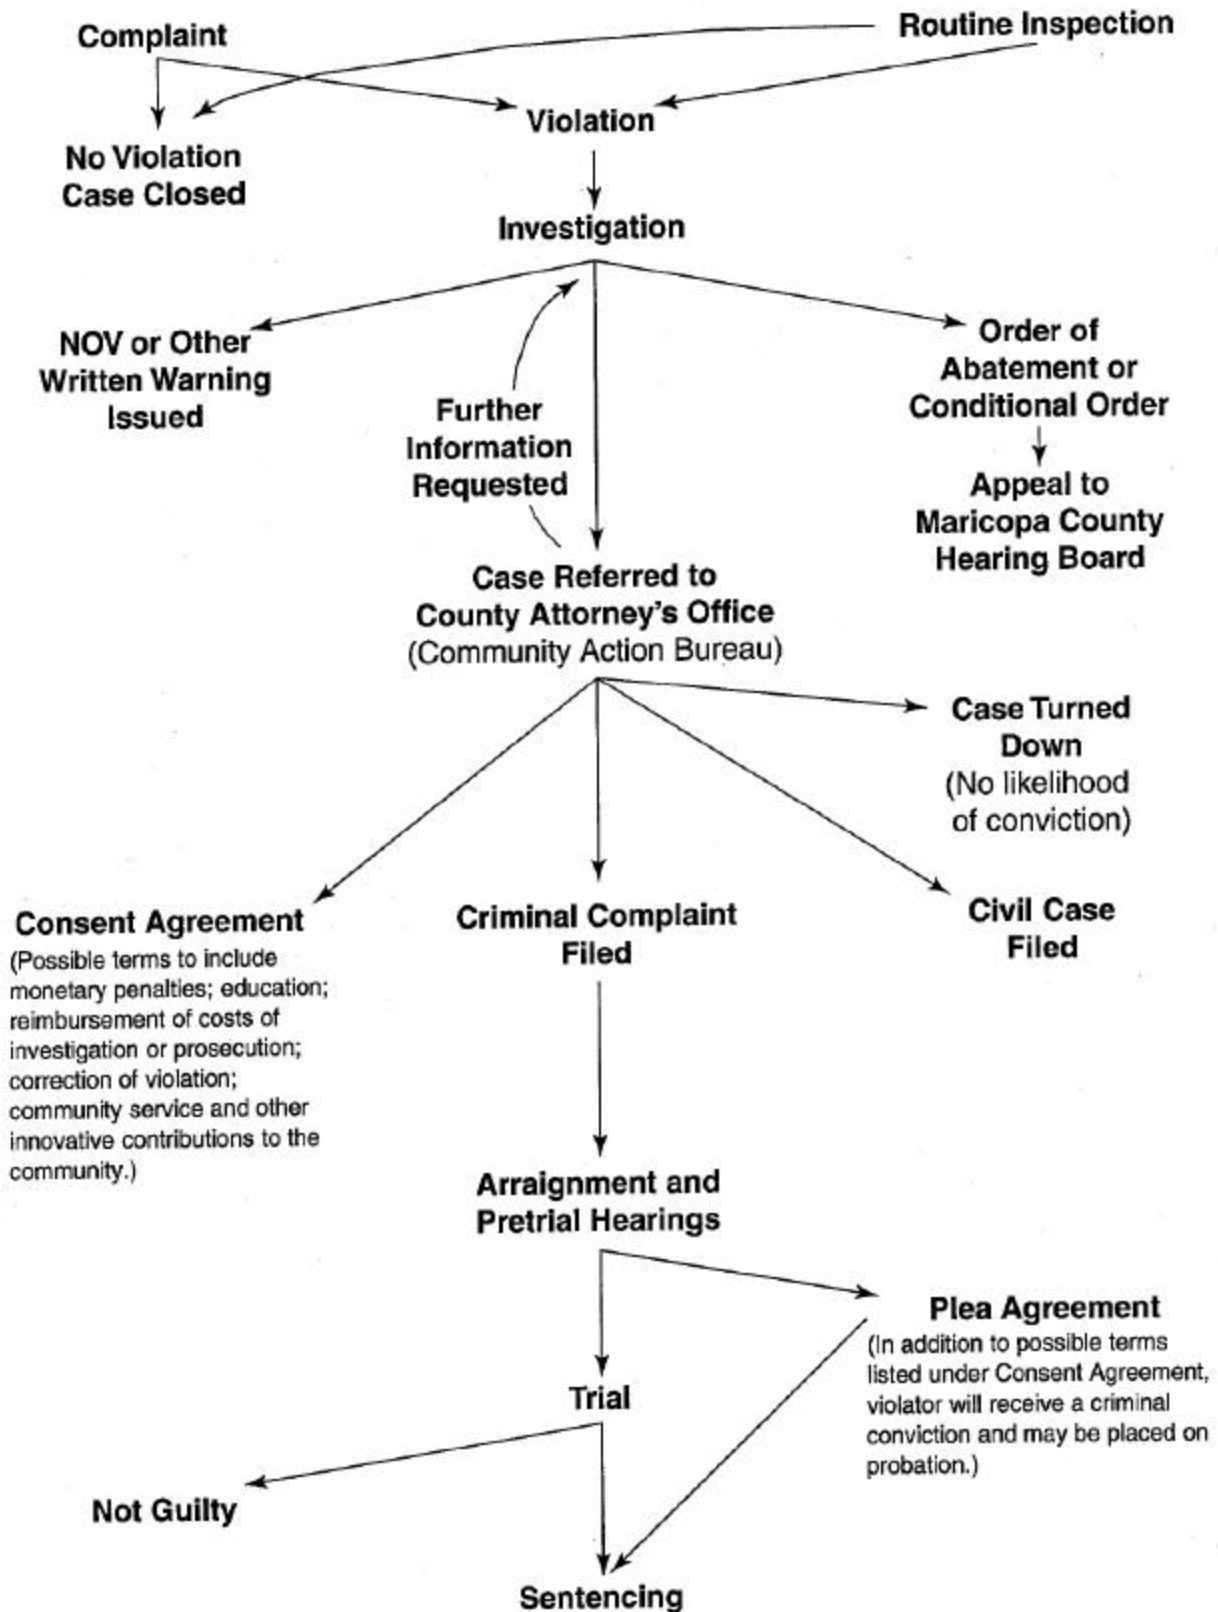 Complaint
Routine Inspection
Violation
No Violation
Case Closed
Investigation
NOV or Other
Written Warning
Issued
Further
Information
Requested
Order of
Abatement or
Conditional Order
Appeal to
Maricopa County
Hearing Board
Case Referred to
County Attorney's Office
(Community Action Bureau)
Case Turned
Down
(No likelihood
of conviction)
Consent Agreement
(Possible terms to include
monetary penalties; education;
reimbursement of costs of
investigation or prosecution;
correction of violation;
community service and other
innovative contributions to the
community.)
Criminal Complaint
Filed
Civil Case
Filed
Arraignment and
Pretrial Hearings
Plea Agreement
(In addition to possible terms
listed under Consent Agreement,
violator will receive a criminal
conviction and may be placed on
probation.)
Trial
Not Guilty
Sentencing